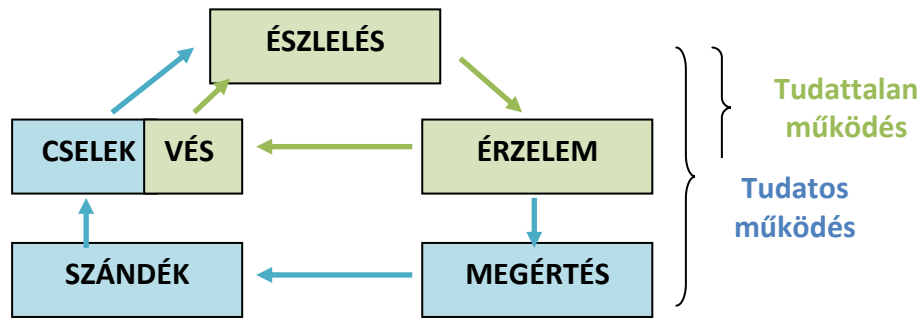 ÉSZLELÉS
CSELEK VÉS
ÉRZELEM
SZÁNDÉK
MEGÉRTÉS
Tudattalan
működés
Tudatos
működés